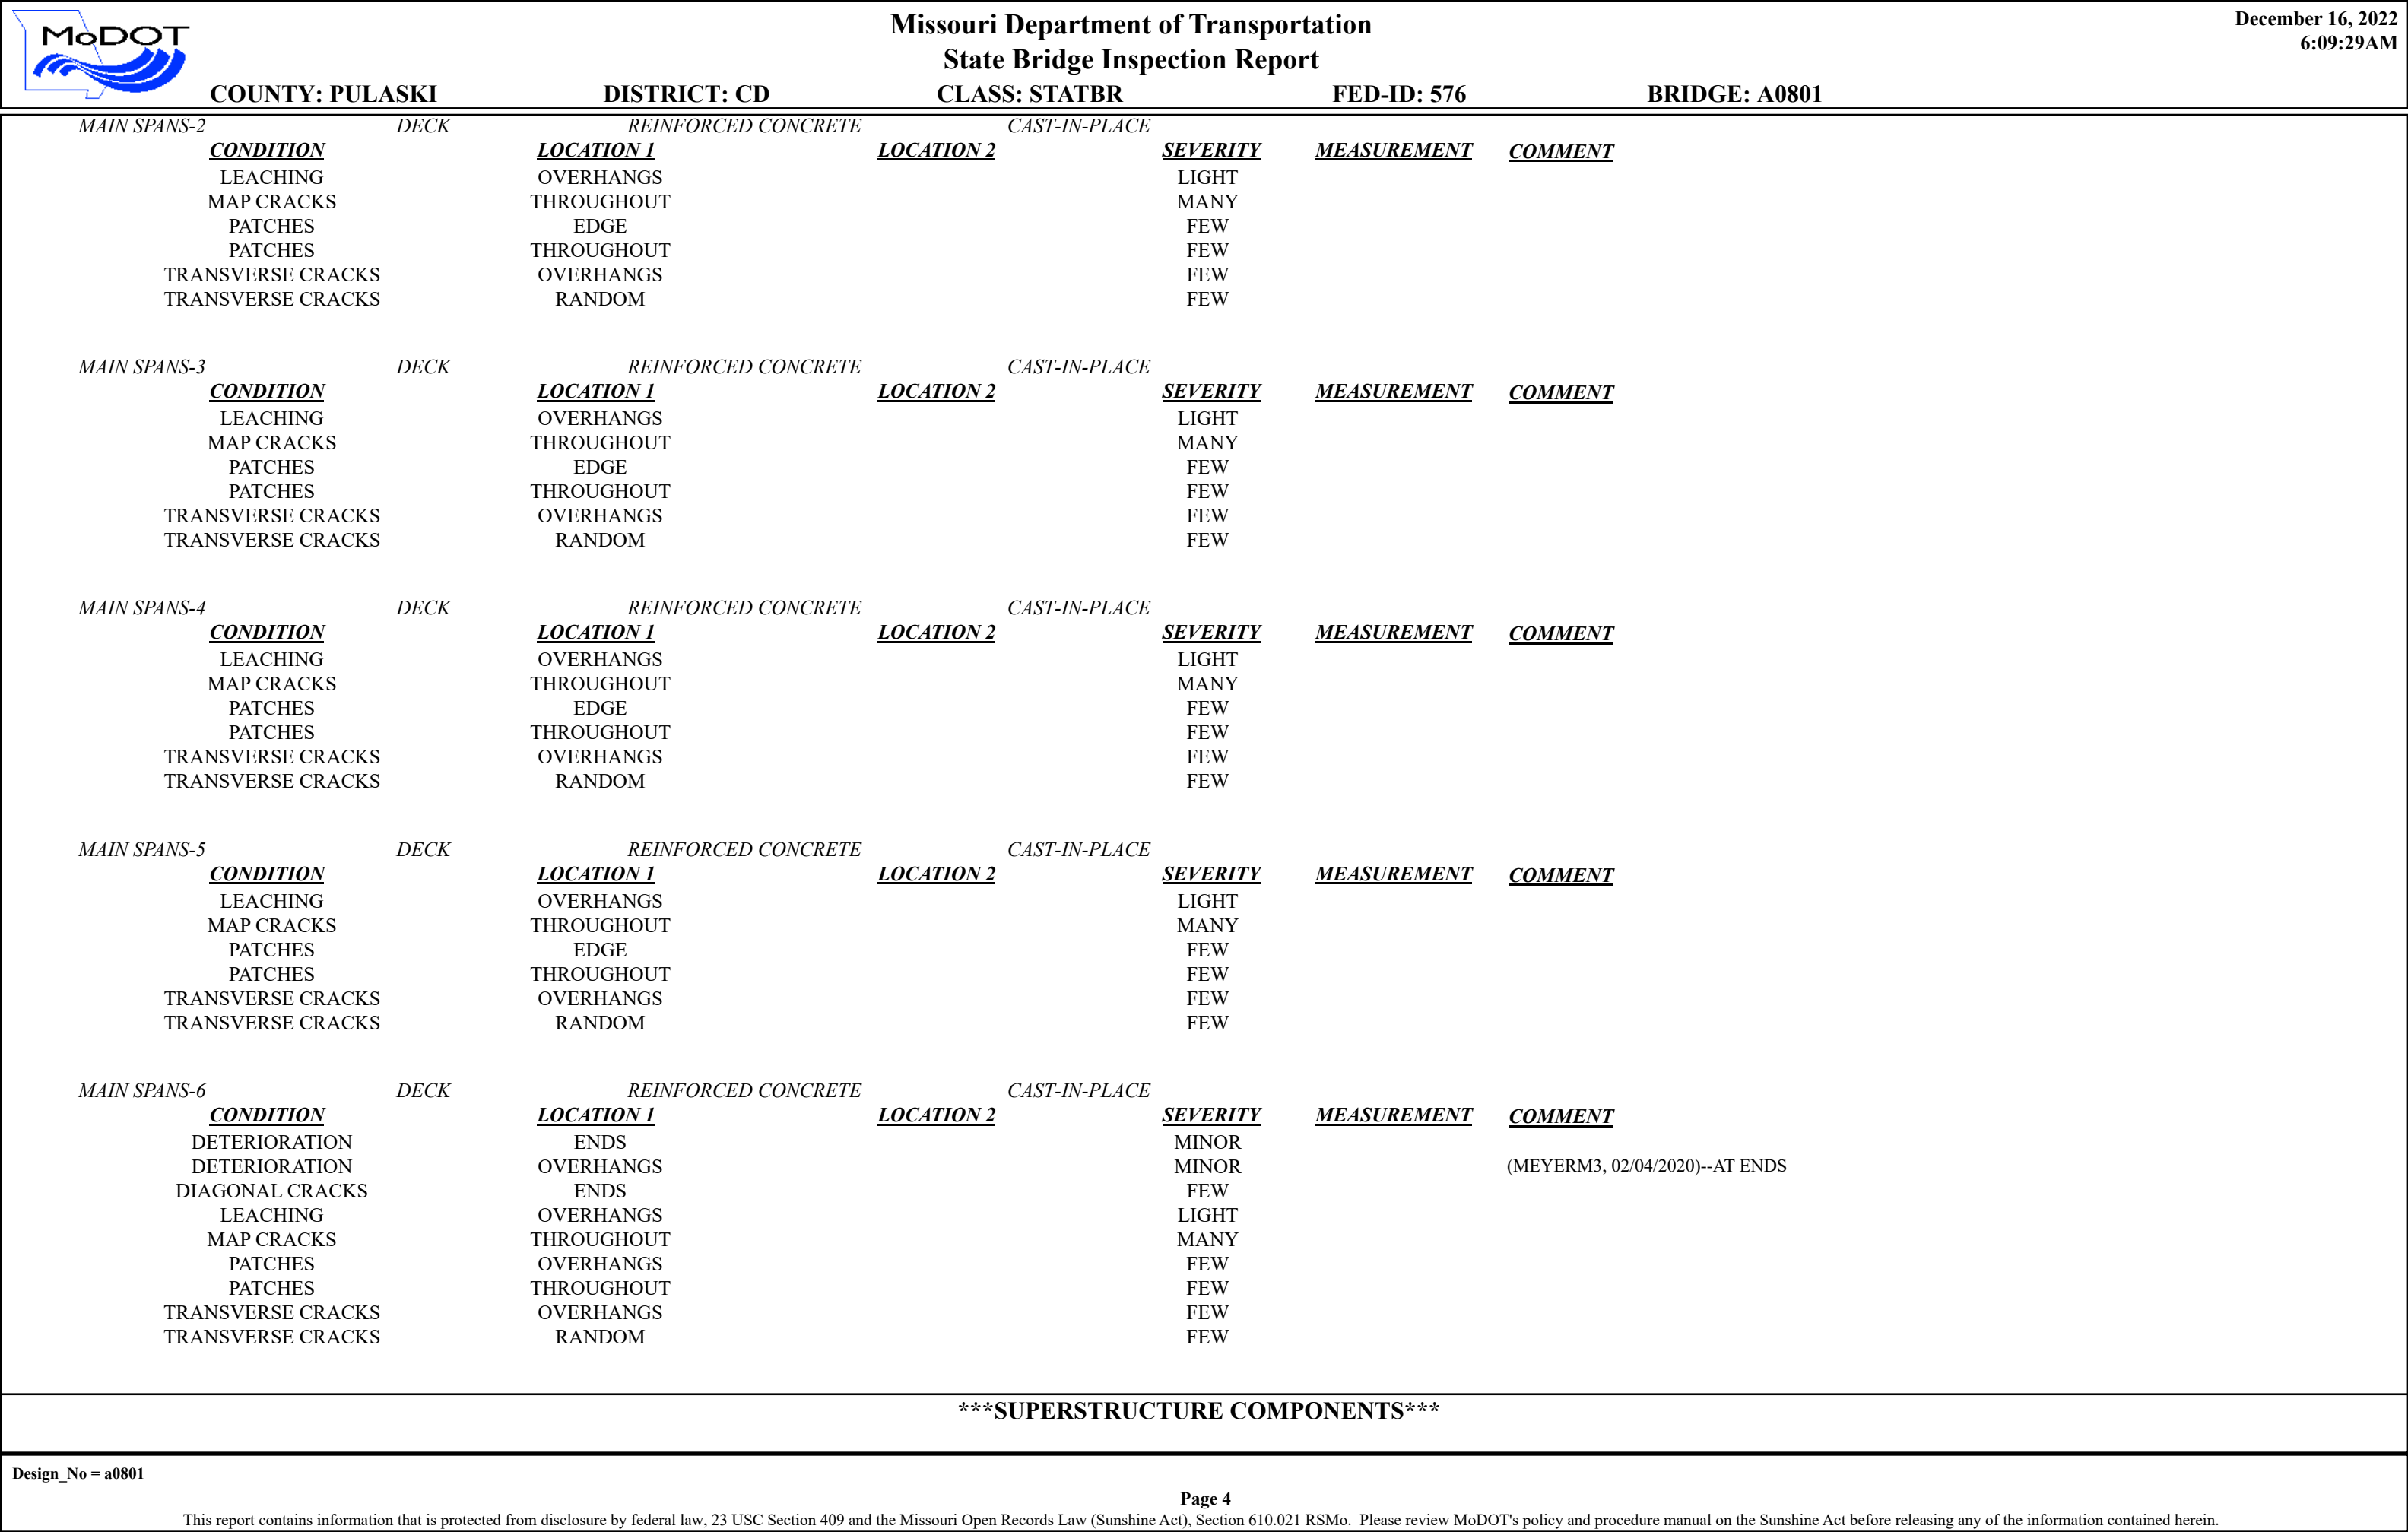 MoDOT
Missouri Department of Transportation
State Bridge Inspection Report
December 16, 2022
6:09:29AM
COUNTY: PULASKI DISTRICT: CD CLASS: STATBR FED-ID: 576 BRIDGE: A0801
MAIN SPANS-2 DECK REINFORCED CONCRETE CAST-IN-PLACE
CONDITION LOCATION 1 LOCATION 2 SEVERITY MEASUREMENT COMMENT
LEACHING OVERHANGS LIGHT
MAP CRACKS THROUGHOUT MANY
PATCHES EDGE FEW
PATCHES THROUGHOUT FEW
TRANSVERSE CRACKS OVERHANGS FEW
TRANSVERSE CRACKS RANDOM FEW
MAIN SPANS-3 DECK REINFORCED CONCRETE CAST-IN-PLACE
CONDITION LOCATION 1 LOCATION 2 SEVERITY MEASUREMENT COMMENT
LEACHING OVERHANGS LIGHT
MAP CRACKS THROUGHOUT MANY
PATCHES EDGE FEW
PATCHES THROUGHOUT FEW
TRANSVERSE CRACKS OVERHANGS FEW
TRANSVERSE CRACKS RANDOM FEW
MAIN SPANS-4 DECK REINFORCED CONCRETE CAST-IN-PLACE
CONDITION LOCATION 1 LOCATION 2 SEVERITY MEASUREMENT COMMENT
LEACHING OVERHANGS LIGHT
MAP CRACKS THROUGHOUT MANY
PATCHES EDGE FEW
PATCHES THROUGHOUT FEW
TRANSVERSE CRACKS OVERHANGS FEW
TRANSVERSE CRACKS RANDOM FEW
MAIN SPANS-5 DECK REINFORCED CONCRETE CAST-IN-PLACE
CONDITION LOCATION 1 LOCATION 2 SEVERITY MEASUREMENT COMMENT
LEACHING OVERHANGS LIGHT
MAP CRACKS THROUGHOUT MANY
PATCHES EDGE FEW
PATCHES THROUGHOUT FEW
TRANSVERSE CRACKS OVERHANGS FEW
TRANSVERSE CRACKS RANDOM FEW
MAIN SPANS-6 DECK REINFORCED CONCRETE CAST-IN-PLACE
CONDITION LOCATION 1 LOCATION 2 SEVERITY MEASUREMENT COMMENT
DETERIORATION ENDS MINOR
DETERIORATION OVERHANGS MINOR (MEYERM3, 02/04/2020)--AT ENDS
DIAGONAL CRACKS ENDS FEW
LEACHING OVERHANGS LIGHT
MAP CRACKS THROUGHOUT MANY
PATCHES OVERHANGS FEW
PATCHES THROUGHOUT FEW
TRANSVERSE CRACKS OVERHANGS FEW
TRANSVERSE CRACKS RANDOM FEW
***SUPERSTRUCTURE COMPONENTS***
Design_No = a0801
Page 4
This report contains information that is protected from disclosure by federal law, 23 USC Section 409 and the Missouri Open Records Law (Sunshine Act), Section 610.021 RSMo. Please review MoDOT's policy and procedure manual on the Sunshine Act before releasing any of the information contained herein.